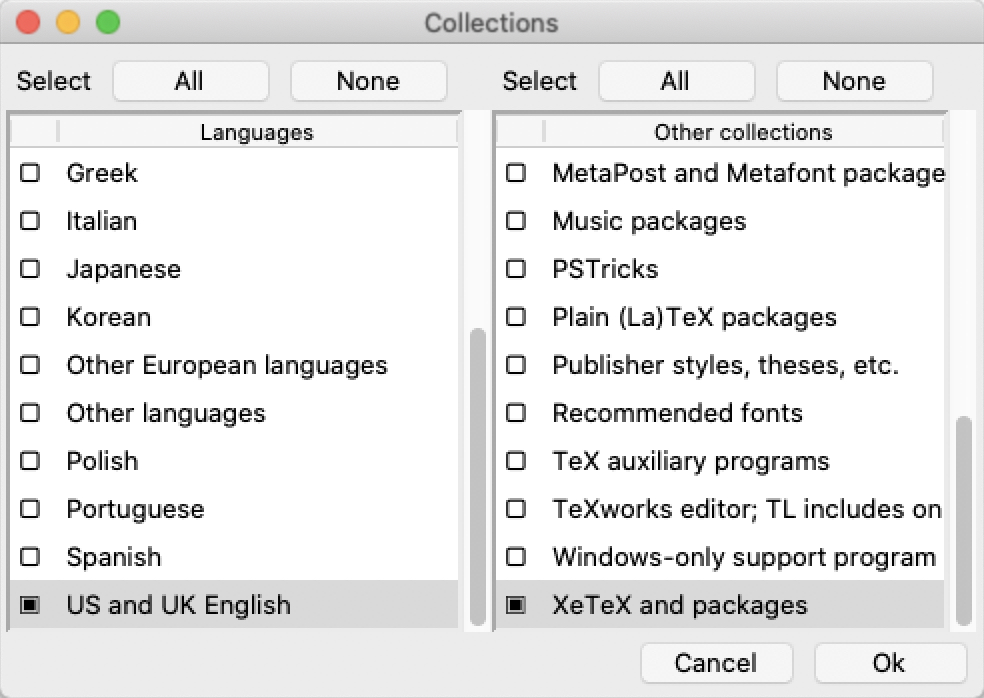 Collections
Select All None
Languages
Greek
Italian
Japanese
Korean
Other European languages
Other languages
Polish
Portuguese
Spanish
US and UK English
Select All None
Other collections
MetaPost and Metafont package
Music packages
PSTricks
Plain (La)TeX packages
Publisher styles, theses, etc.
Recommended fonts
TeX auxiliary programs
TeXworks editor; TL includes on
Windows-only support program
XeTeX and packages
Cancel Ok